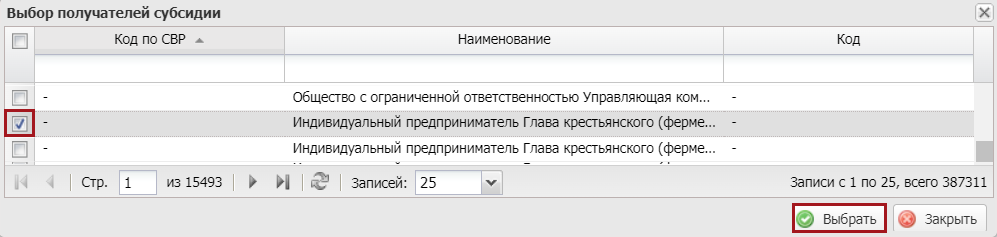 Выбор получателей субсидии
Код по СВР Наименование Код
- Общество с ограниченной ответственностью Управляющая ком... -
- Индивидуальный предприниматель Глава крестьянского (ферме... -
- Индивидуальный предприниматель Глава крестьянского (ферме... -
Стр. 1 из 15493 Записей: 25 Записи с 1 по 25, всего 387311
Выбрать Закрыть